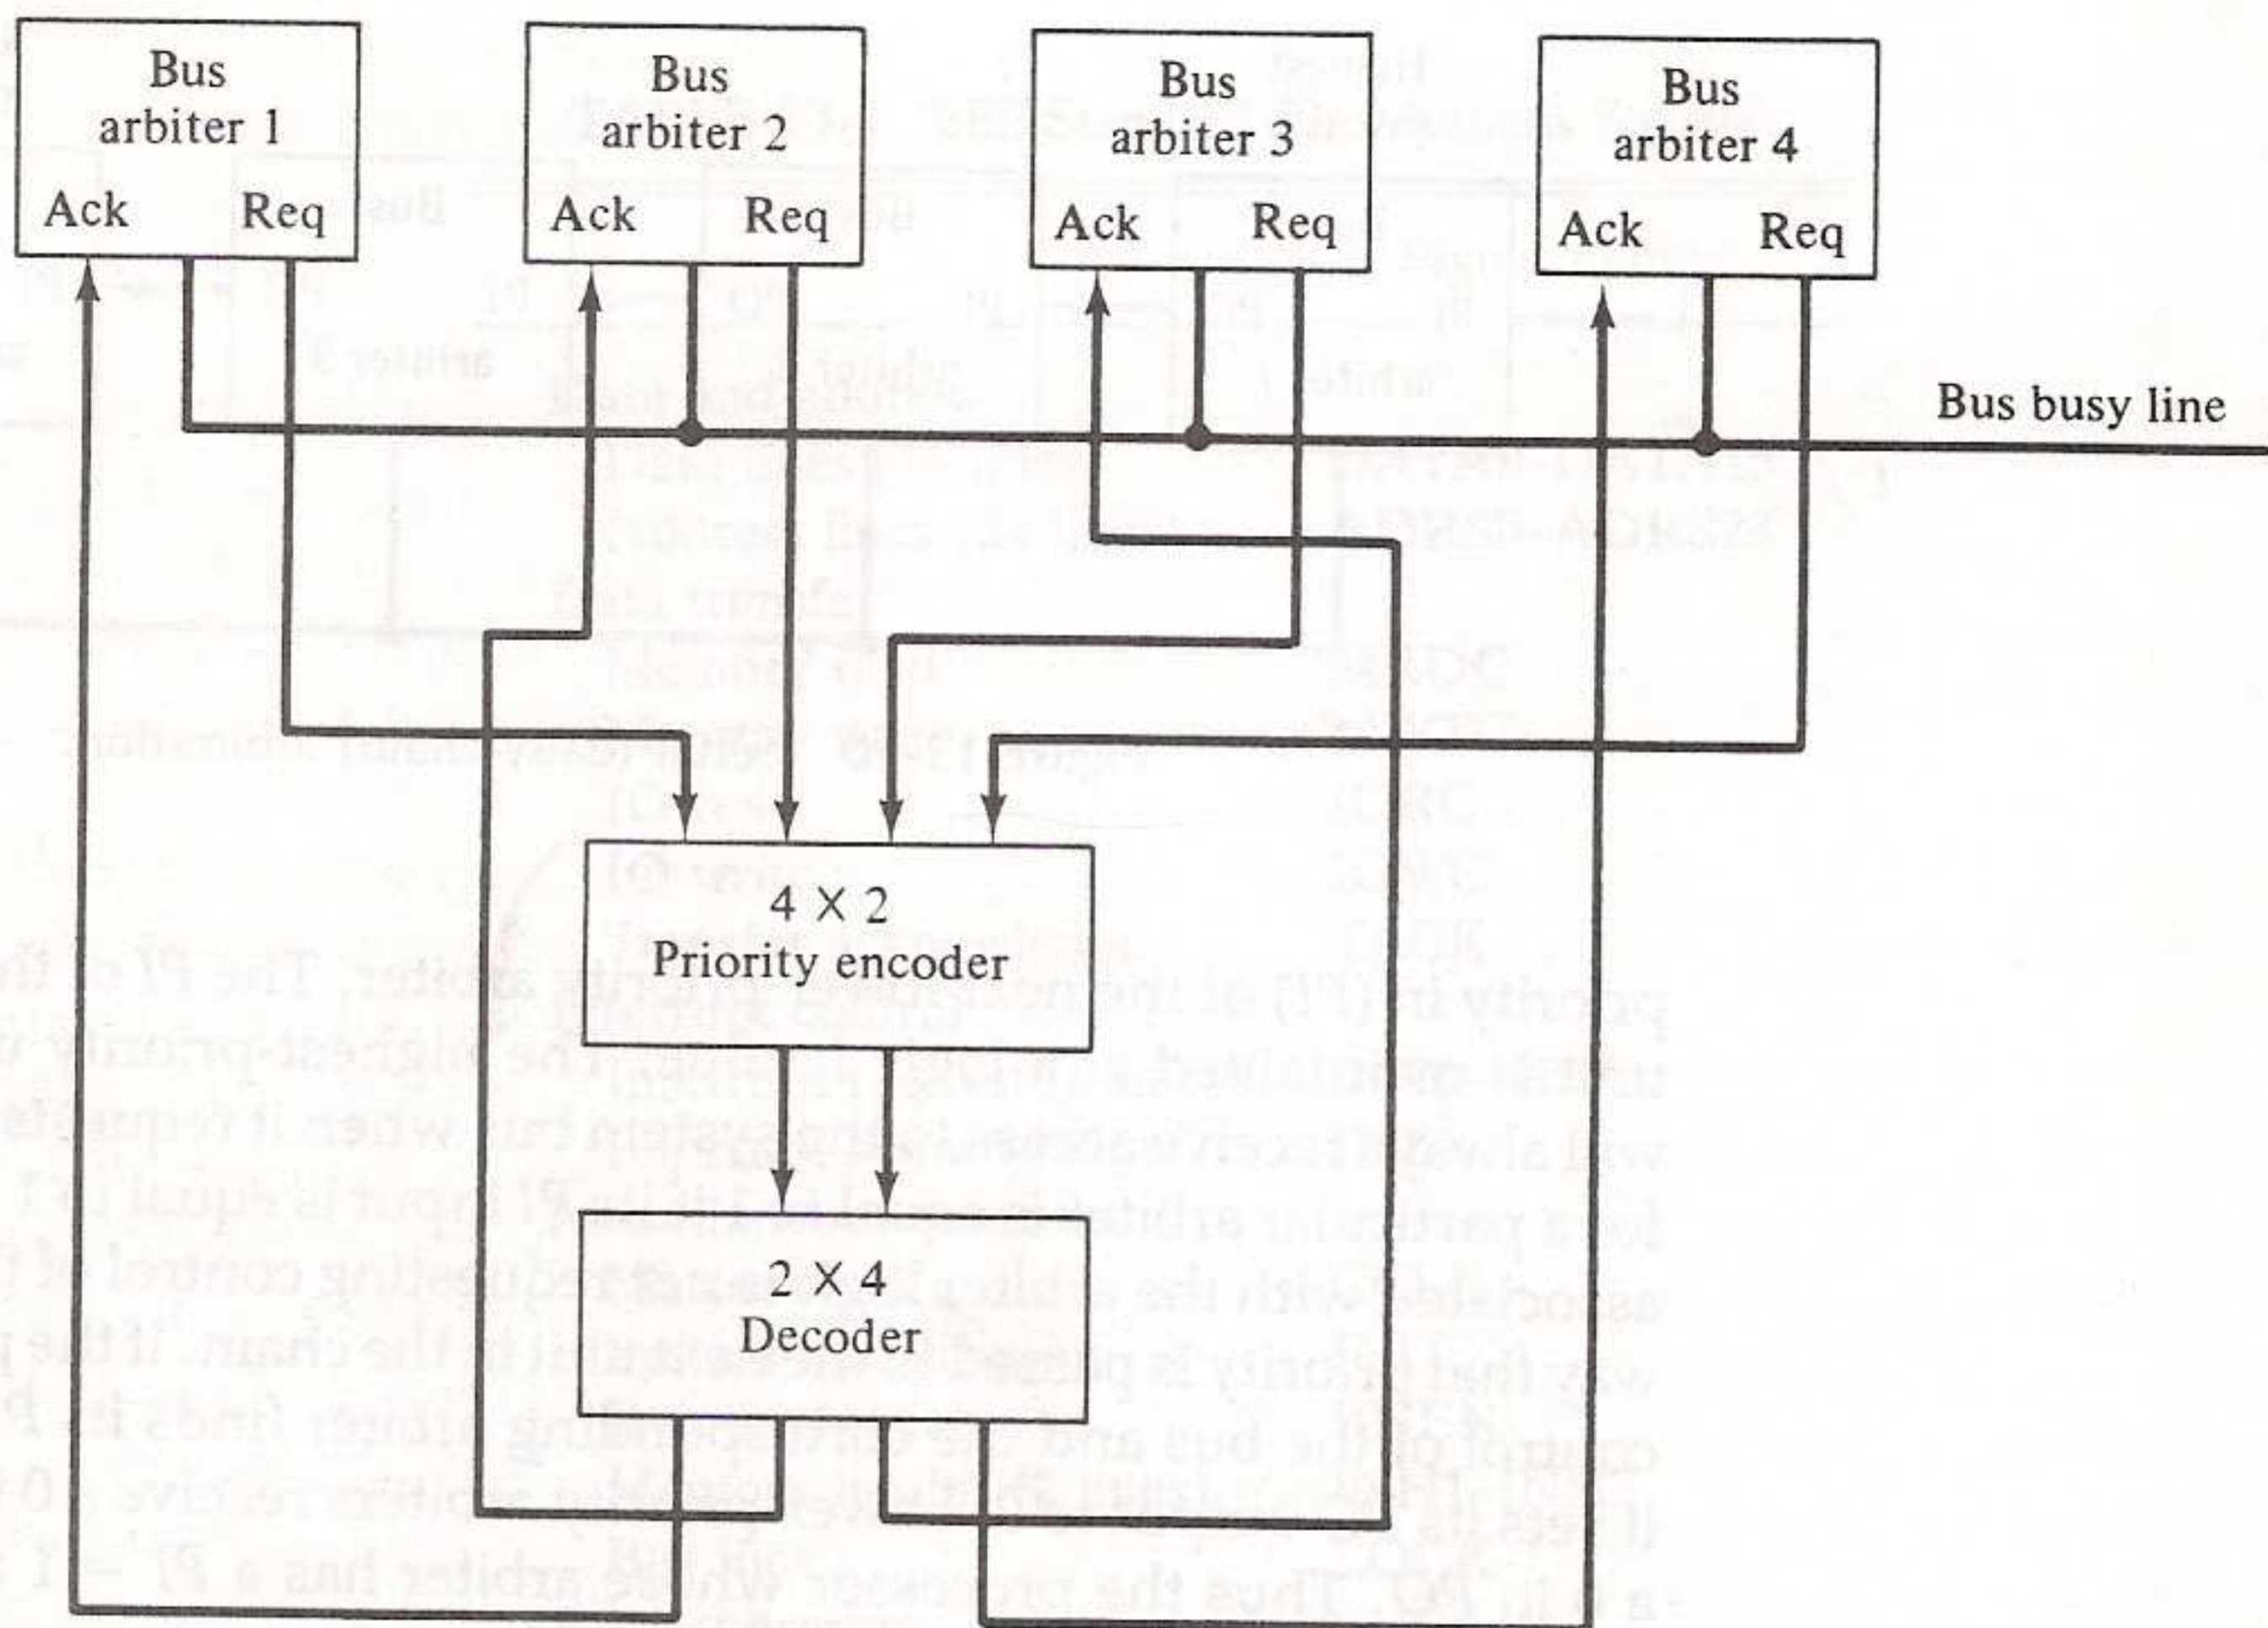 Bus
arbiter 1
Ack Req
Bus
arbiter 2
Ack Req
Bus
arbiter 3
Ack Req
Bus
arbiter 4
Ack Req
Bus busy line
4 X 2
Priority encoder
2 X 4
Decoder